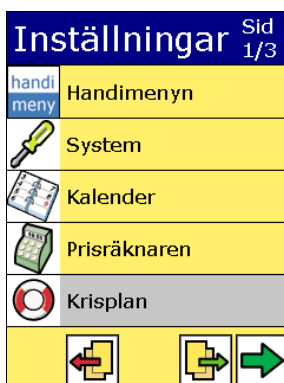 Inställningar
Sid
1/3
handi
meny
Handimenyn
System
Kalender
Prisräknaren
Krisplan